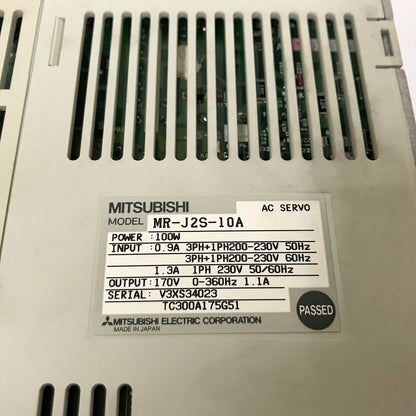 MITSUBISHI AC SERVO
MODEL MR-J2S-10A
POWER :100W
INPUT :0.9A 3PH+1PH200-230V 50Hz
3PH+1PH200-230V 60Hz
1.3A 1PH 230V 50/60Hz
OUTPUT:170V 0-360Hz 1.1A
SERIAL: V3XS34023
TC300A175G51
MITSUBISHI ELECTRIC CORPORATION
MADE IN JAPAN
PASSED